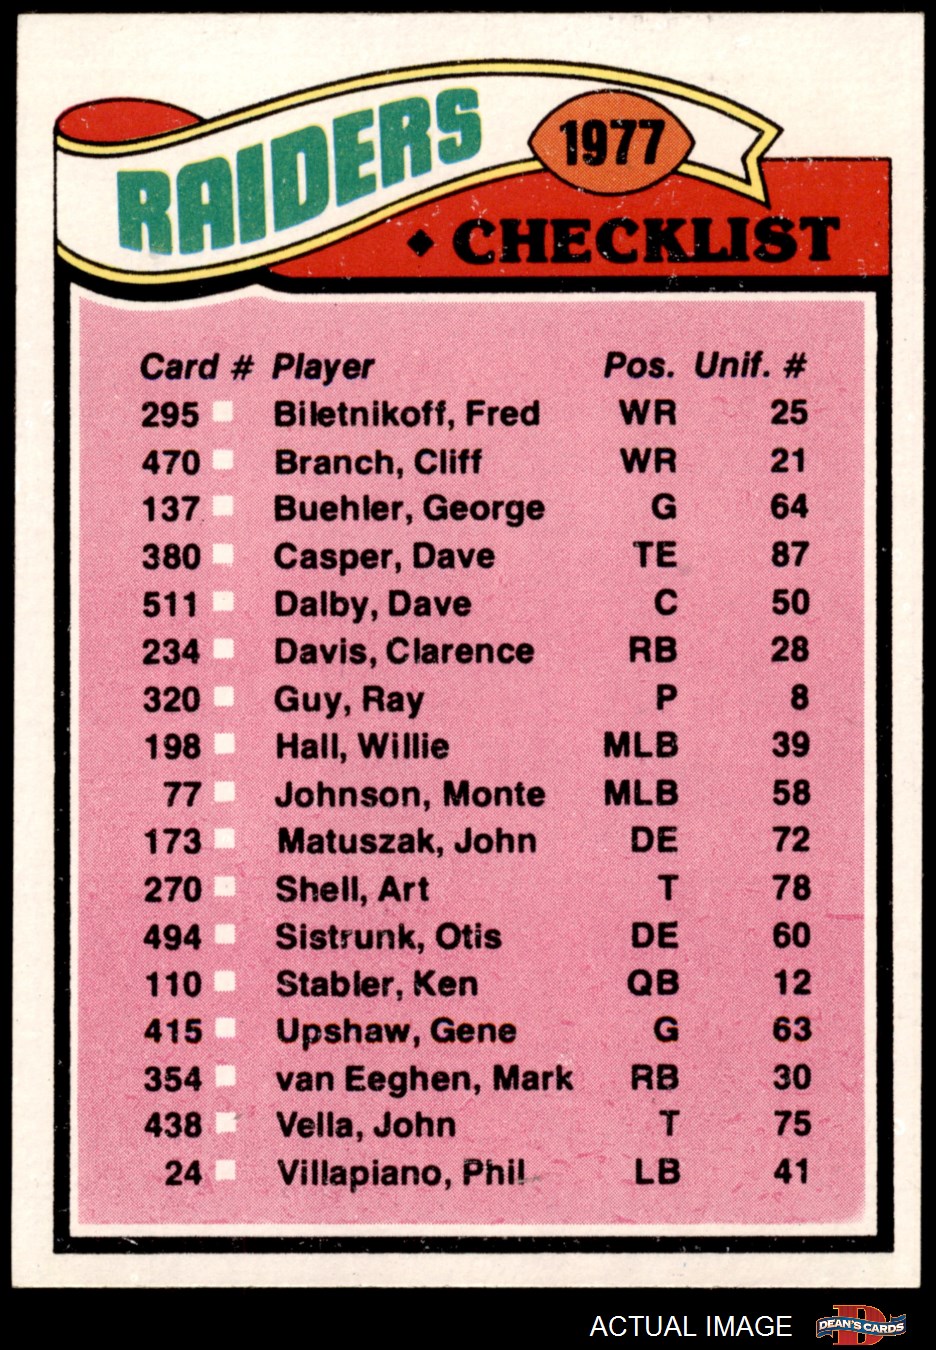 RAIDERS
1977
CHECKLIST
Card # Player Pos. Unif. #
295 Biletnikoff, Fred WR 25
470 Branch, Cliff WR 21
137 Buehler, George G 64
380 Casper, Dave TE 87
511 Dalby, Dave C 50
234 Davis, Clarence RB 28
320 Guy, Ray P 8
198 Hall, Willie MLB 39
77 Johnson, Monte MLB 58
173 Matuszak, John DE 72
270 Shell, Art T 78
494 Sistrunk, Otis DE 60
110 Stabler, Ken QB 12
415 Upshaw, Gene G 63
354 van Eeghen, Mark RB 30
438 Vella, John T 75
24 Villapiano, Phil LB 41
ACTUAL IMAGE
D
DEAN'S CARDS